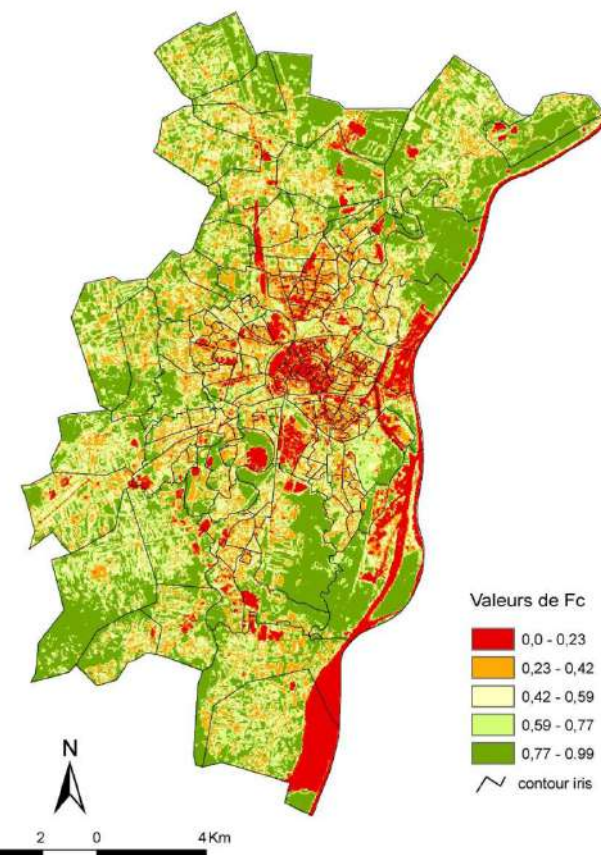 Valeurs de Fc
0,0 - 0,23
0,23 - 0,42
0,42 - 0,59
0,59 - 0,77
0,77 - 0.99
contour iris
N
2 0 4 Km